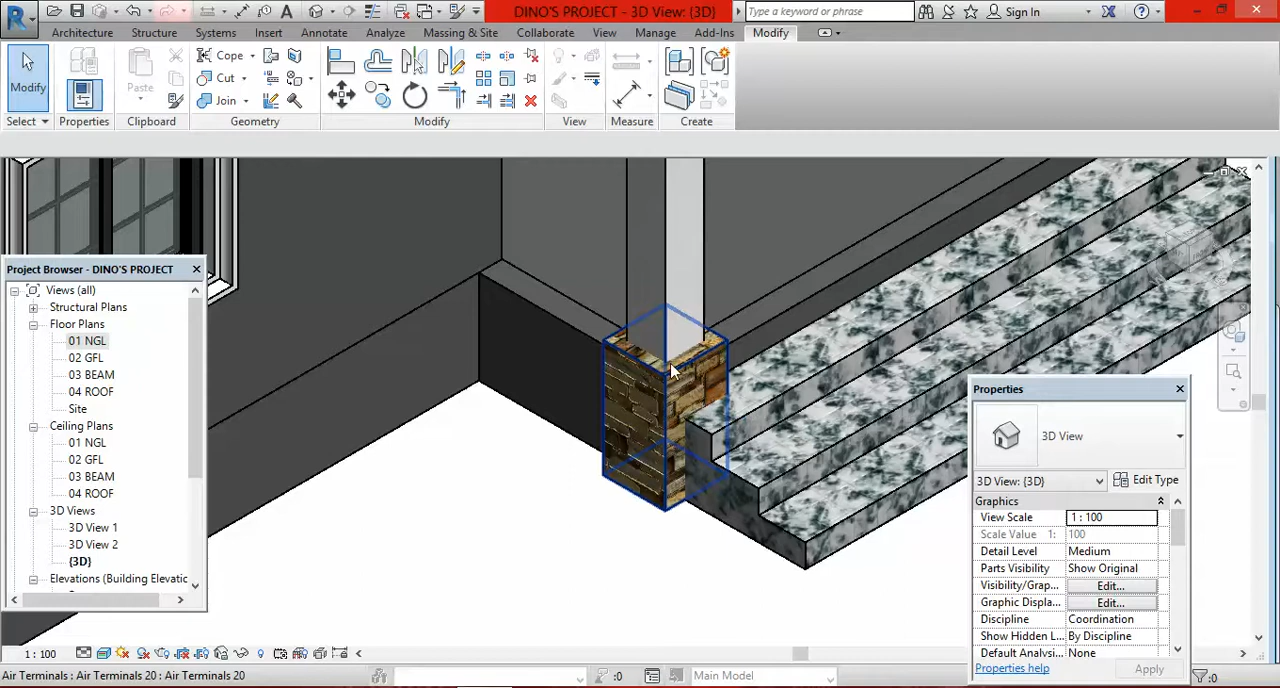 DINO'S PROJECT - 3D View: {3D}
Type a keyword or phrase
Sign In
Architecture Structure Systems Insert Annotate Analyze Massing & Site Collaborate View Manage Add-Ins Modify
Modify
Paste
Cope
Cut
Join
Select Properties Clipboard Geometry Modify View Measure Create
Project Browser - DINO'S PROJECT
Views (all)
Structural Plans
Floor Plans
01 NGL
02 GFL
03 BEAM
04 ROOF
Site
Ceiling Plans
01 NGL
02 GFL
03 BEAM
04 ROOF
3D Views
3D View 1
3D View 2
{3D}
Elevations (Building Elevatic
Properties
3D View
3D View: {3D}
Edit Type
Graphics
View Scale 1 : 100
Scale Value 1: 100
Detail Level Medium
Parts Visibility Show Original
Visibility/Grap... Edit...
Graphic Displa... Edit...
Discipline Coordination
Show Hidden L... By Discipline
Default Analysi... None
Properties help
Apply
1 : 100
Air Terminals : Air Terminals 20 : Air Terminals 20
:0
Main Model
:0